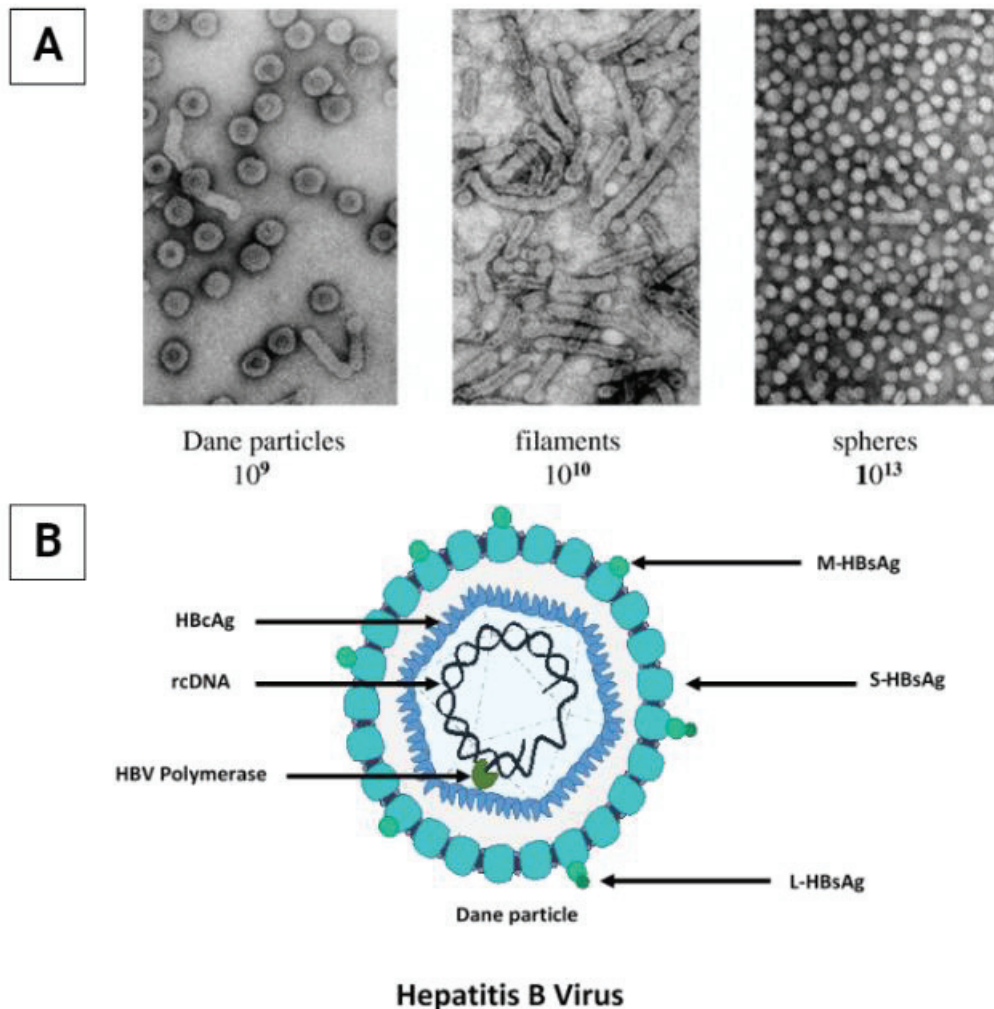 A
Dane particles
10⁹
filaments
10¹⁰
spheres
10¹³
B
M-HBsAg
HBcAg
S-HBsAg
rcDNA
HBV Polymerase
L-HBsAg
Dane particle
Hepatitis B Virus